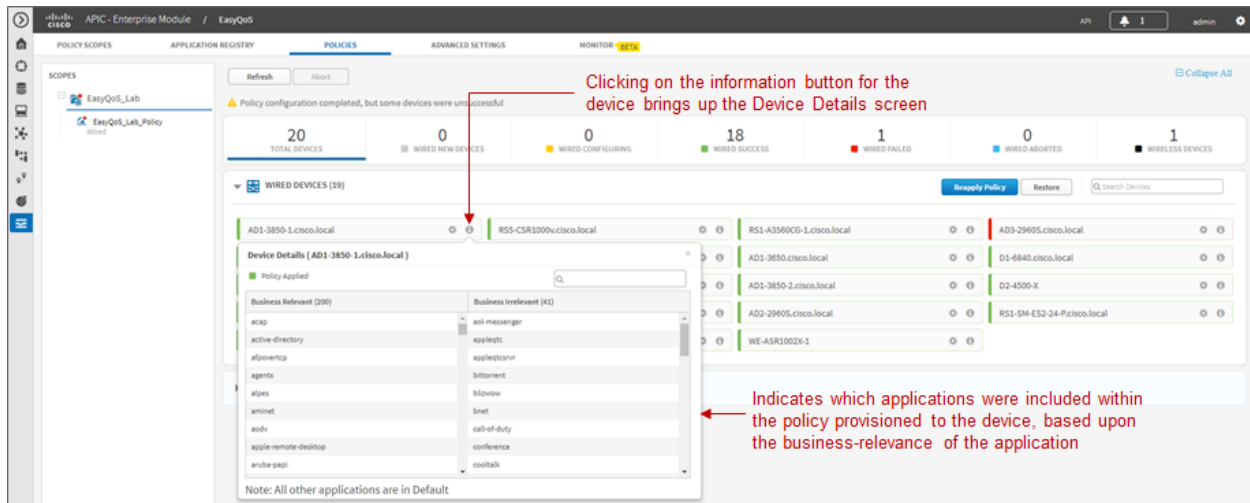 cisco APIC - Enterprise Module / EasyQoS
API 1 admin
POLICY SCOPES APPLICATION REGISTRY POLICIES ADVANCED SETTINGS MONITOR BETA
SCOPES
EasyQoS_Lab
EasyQoS_Lab_Policy
Wired
Refresh Abort
Collapse All
Clicking on the information button for the
device brings up the Device Details screen
Policy configuration completed, but some devices were unsuccessful
20 0 0 18 1 0 1
TOTAL DEVICES WIRED NEW DEVICES WIRED CONFIGURING WIRED SUCCESS WIRED FAILED WIRED ABORTED WIRELESS DEVICES
WIRED DEVICES (19) Reapply Policy Restore Search Devices
AD1-3850-1.cisco.local RS5-CSR1000v.cisco.local RS1-A3560CG-1.cisco.local AD3-2960S.cisco.local
Device Details ( AD1-3850-1.cisco.local ) ×
AD1-3650.cisco.local D1-6840.cisco.local
Policy Applied
AD1-3850-2.cisco.local D2-4500-X
Business Relevant (200) Business Irrelevant (41)
AD2-2960S.cisco.local RS1-SM-ES2-24-P.cisco.local
acap aol-messenger
active-directory appleqtc
WE-ASR1002X-1
afpovertcp appleqtcsrvr
agentx bittorrent
alpes blizwow
aminet bnet
aodv call-of-duty
apple-remote-desktop conference
aruba-papi cooltalk
Note: All other applications are in Default
Indicates which applications were included within
the policy provisioned to the device, based upon
the business-relevance of the application